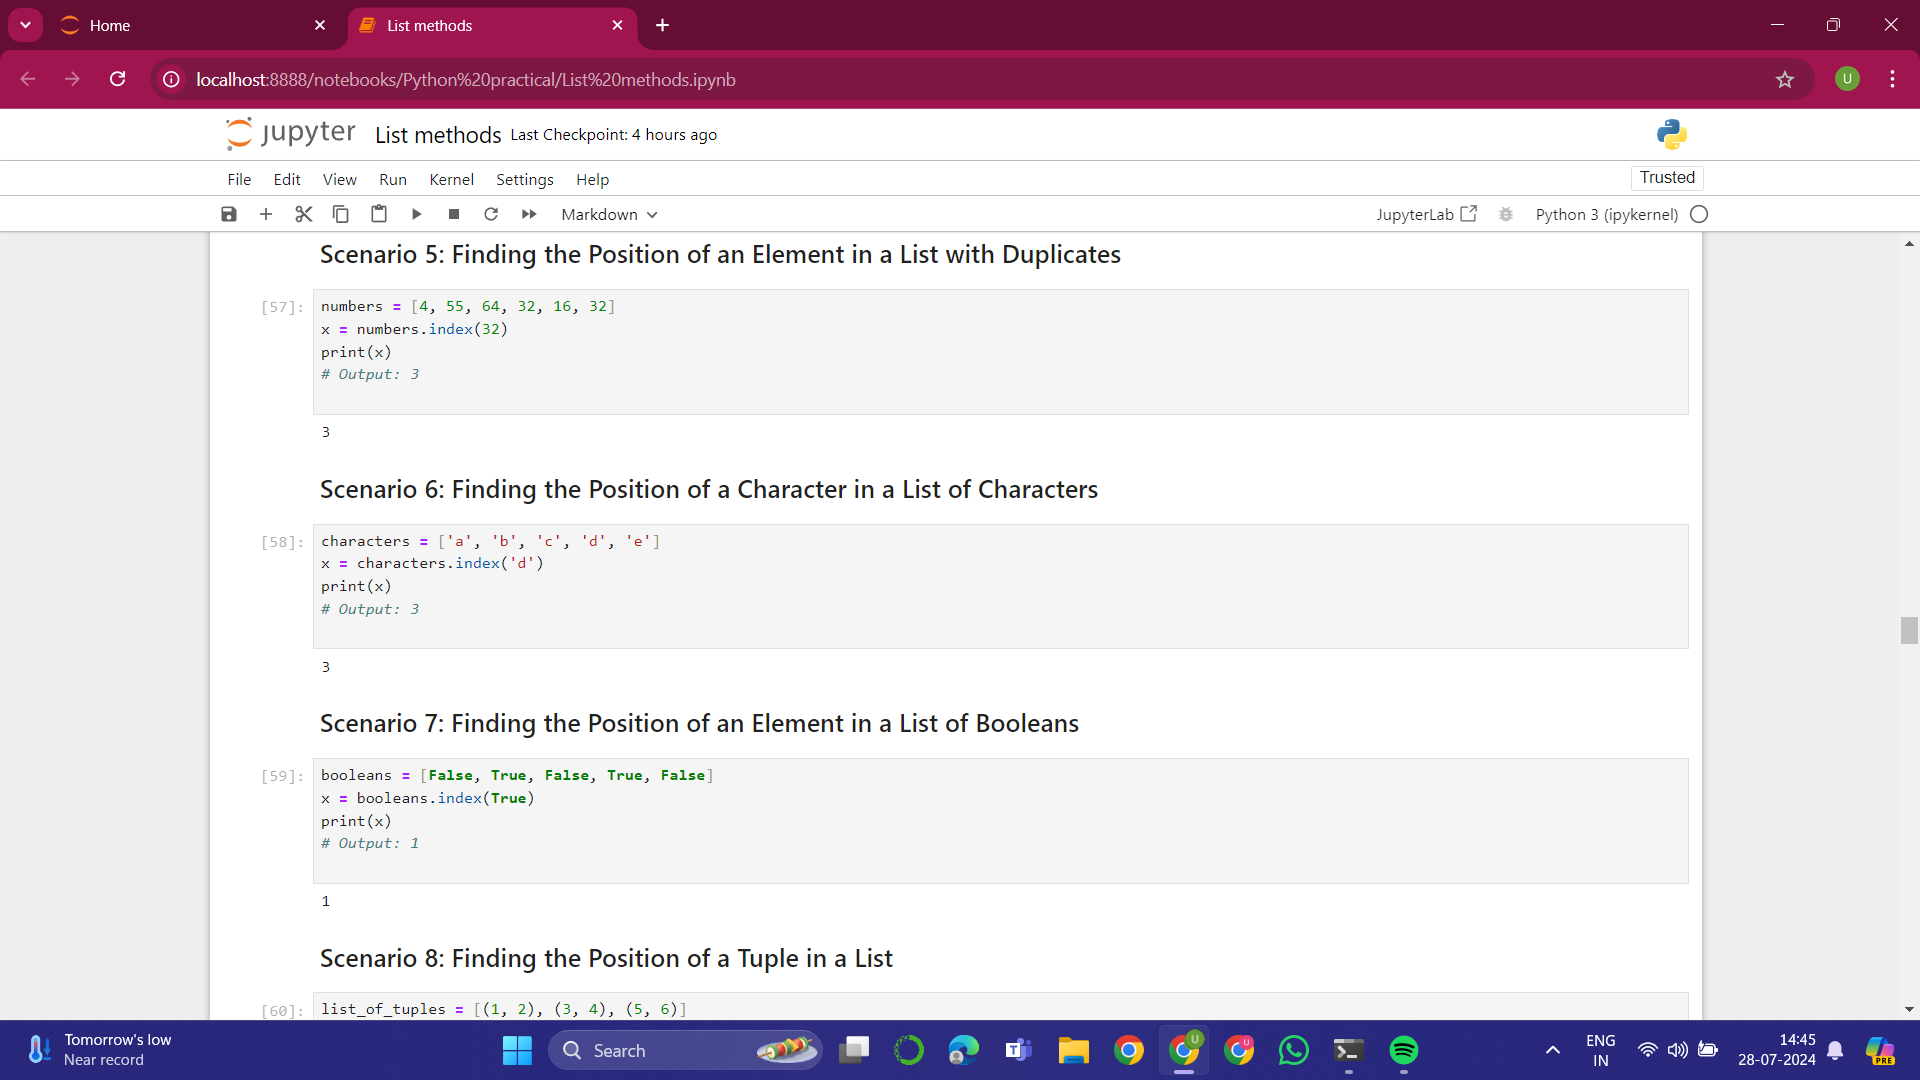 Home
List methods
localhost:8888/notebooks/Python%20practical/List%20methods.ipynb
U
jupyter List methods Last Checkpoint: 4 hours ago
File Edit View Run Kernel Settings Help
Trusted
Markdown
JupyterLab
Python 3 (ipykernel)
Scenario 5: Finding the Position of an Element in a List with Duplicates
[57]: numbers = [4, 55, 64, 32, 16, 32]
x = numbers.index(32)
print(x)
# Output: 3
3
Scenario 6: Finding the Position of a Character in a List of Characters
[58]: characters = ['a', 'b', 'c', 'd', 'e']
x = characters.index('d')
print(x)
# Output: 3
3
Scenario 7: Finding the Position of an Element in a List of Booleans
[59]: booleans = [False, True, False, True, False]
x = booleans.index(True)
print(x)
# Output: 1
1
Scenario 8: Finding the Position of a Tuple in a List
[60]: list_of_tuples = [(1, 2), (3, 4), (5, 6)]
Tomorrow's low
Near record
Search
U
U
ENG
IN
14:45
28-07-2024
PRE